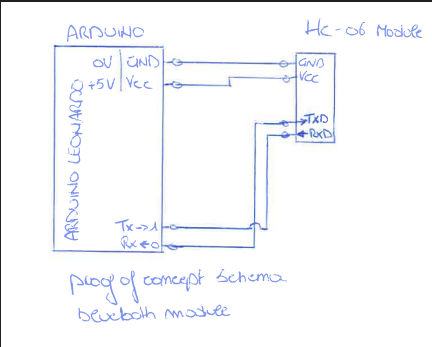 ARDUINO
HC-06 Module
0V GND
+5V Vcc
ARDUINO LEONARDO
Tx->1
Rx<-0
GND
Vcc
TXD
RXD
proof of concept schema
bluetooth module